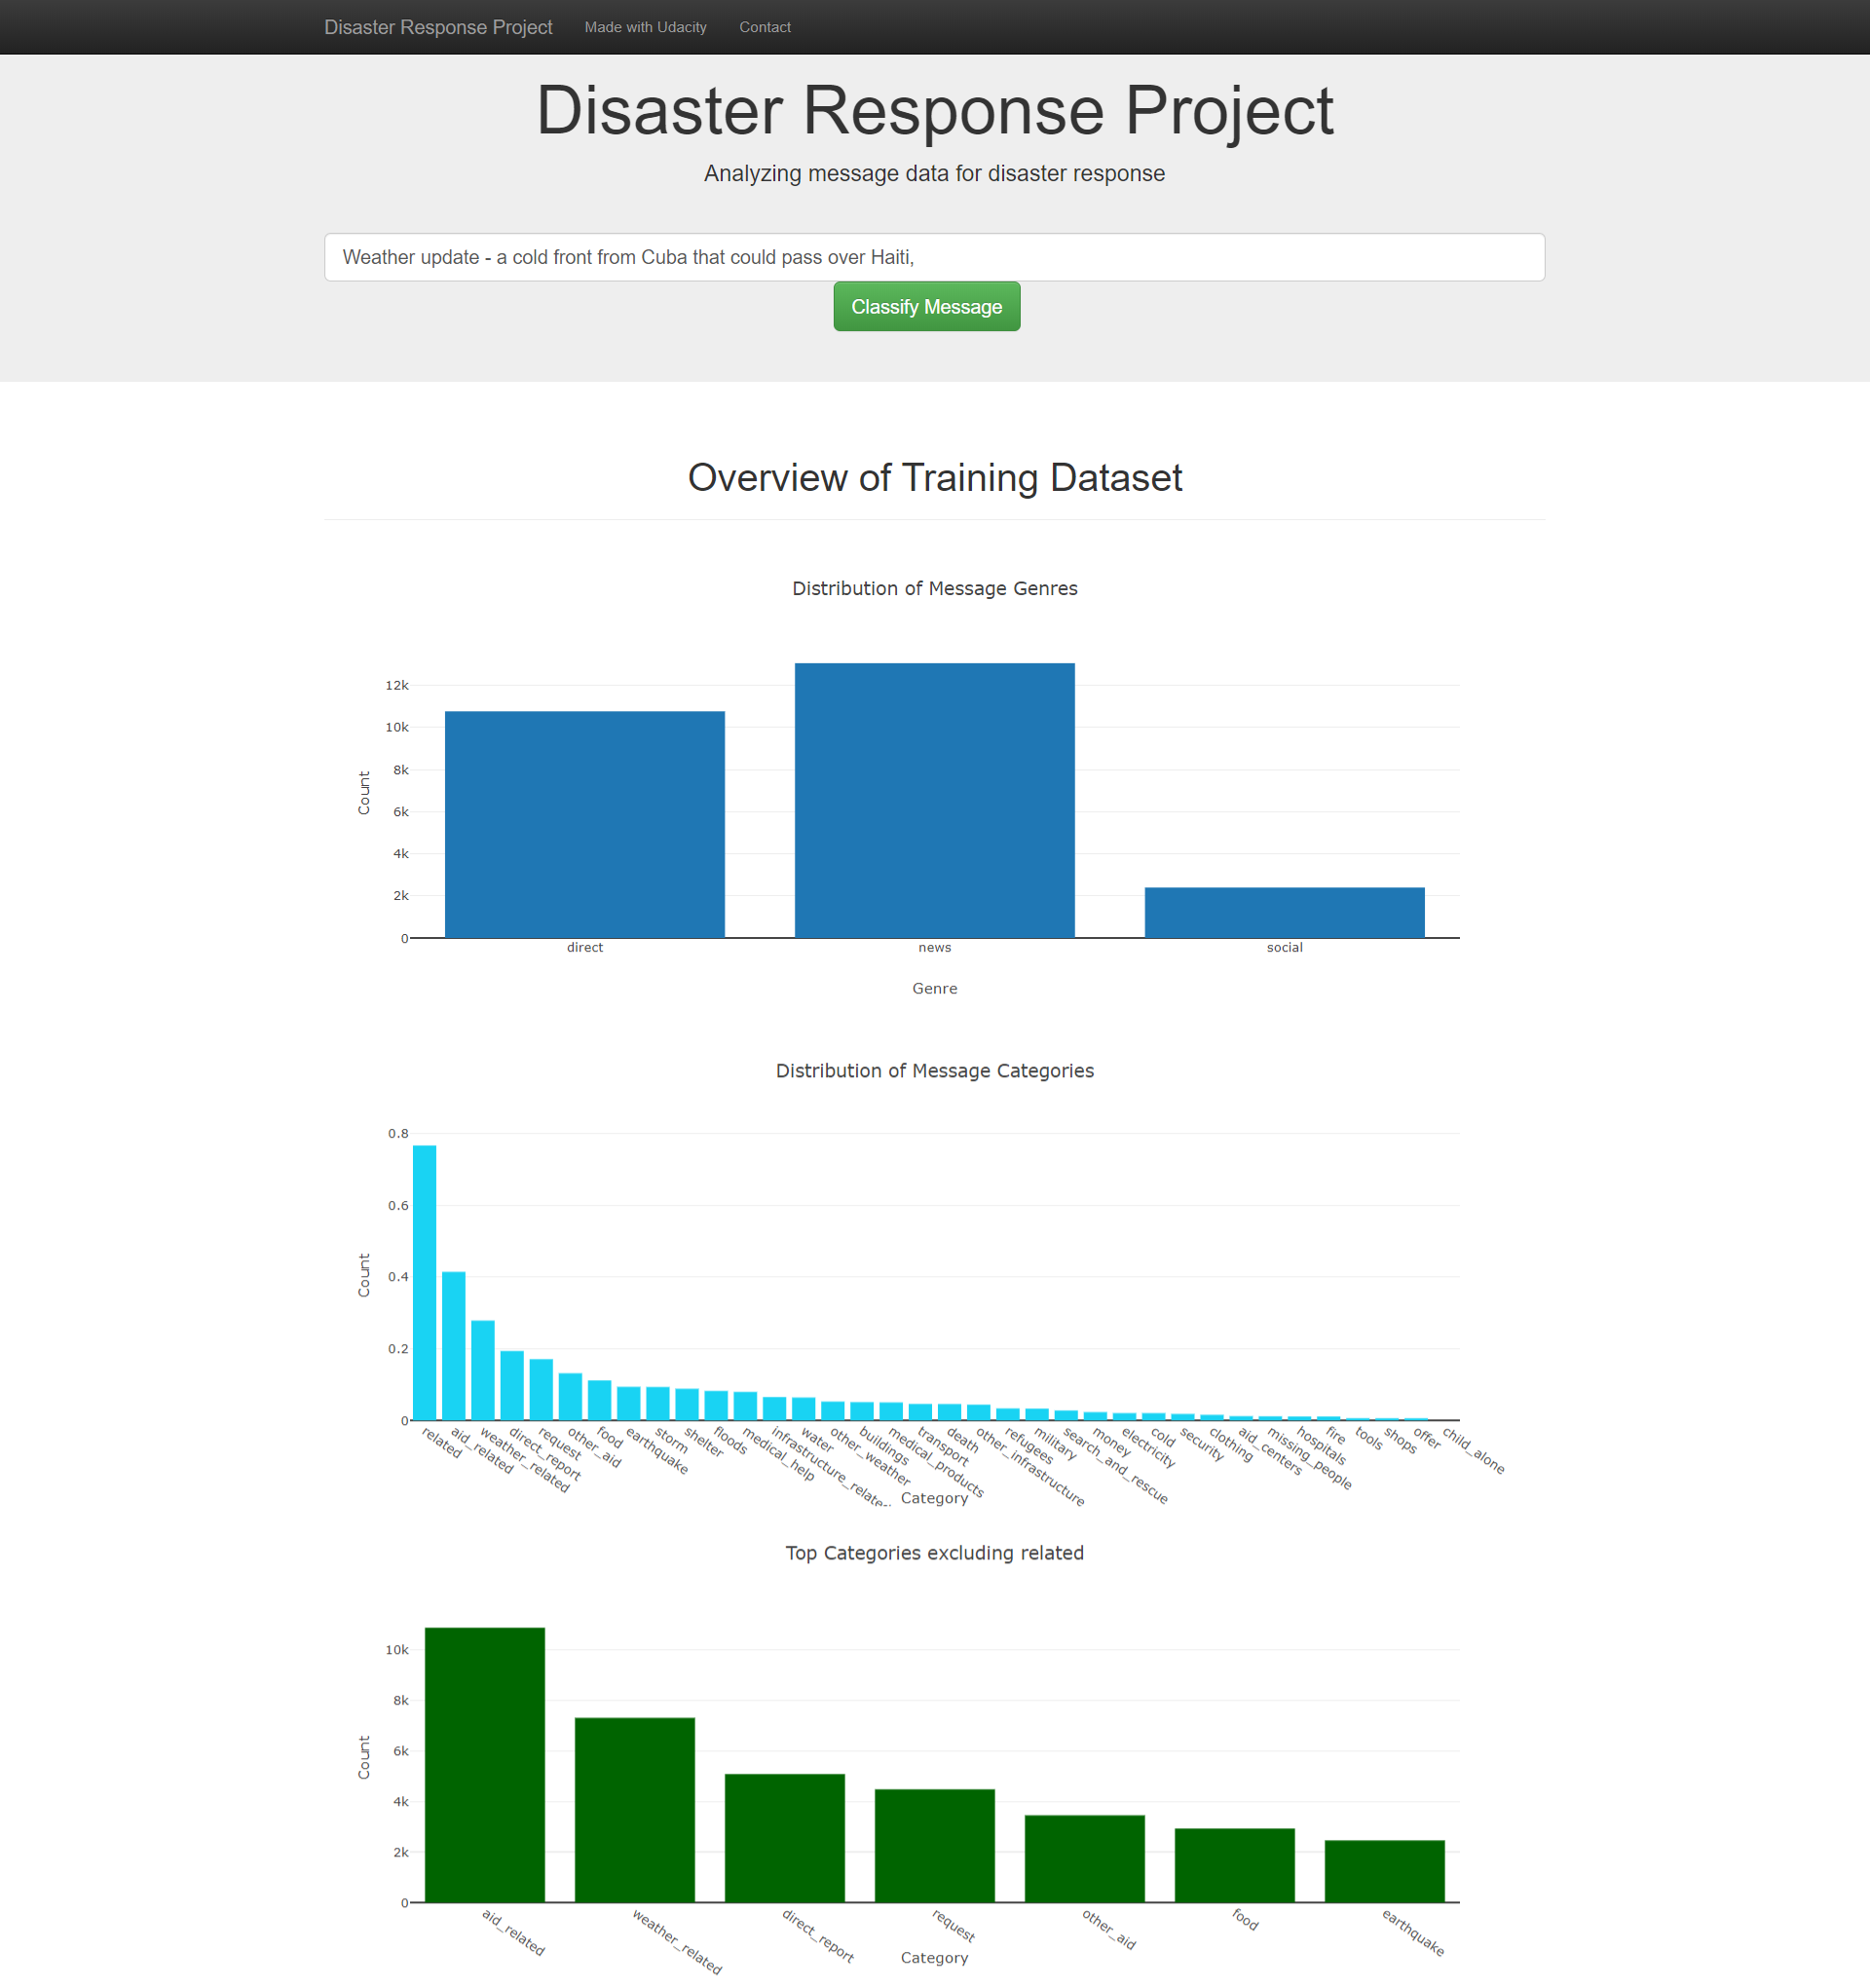 Disaster Response Project Made with Udacity Contact
Disaster Response Project
Analyzing message data for disaster response
Weather update - a cold front from Cuba that could pass over Haiti,
Classify Message
Overview of Training Dataset
Distribution of Message Genres
12k
10k
8k
6k
4k
2k
0
Count
direct news social
Genre
Distribution of Message Categories
0.8
0.6
0.4
0.2
0
Count
related
aid_related
weather_related
direct_report
request
other_aid
food
earthquake
storm
shelter
floods
medical_help
infrastructure_related
water
other_weather
buildings
medical_products
transport
death
other_infrastructure
refugees
military
search_and_rescue
money
electricity
cold
security
clothing
aid_centers
missing_people
hospitals
fire
tools
shops
offer
child_alone
Category
Top Categories excluding related
10k
8k
6k
4k
2k
0
Count
aid_related
weather_related
direct_report
request
other_aid
food
earthquake
Category